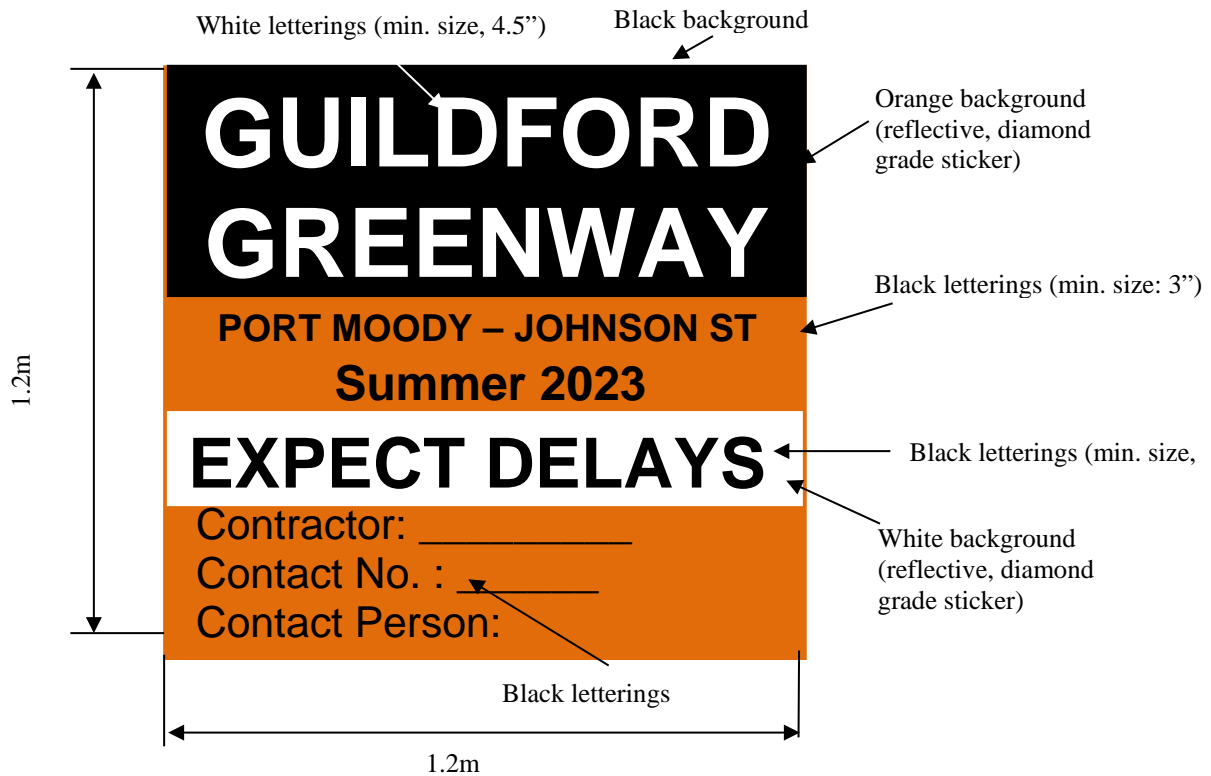 White letterings (min. size, 4.5”)
Black background
GUILDFORD
GREENWAY
Orange background
(reflective, diamond
grade sticker)
PORT MOODY – JOHNSON ST
Black letterings (min. size: 3”)
Summer 2023
1.2m
EXPECT DELAYS
Black letterings (min. size,
White background
(reflective, diamond
grade sticker)
Contractor: _________
Contact No. : ______
Contact Person:
Black letterings
1.2m